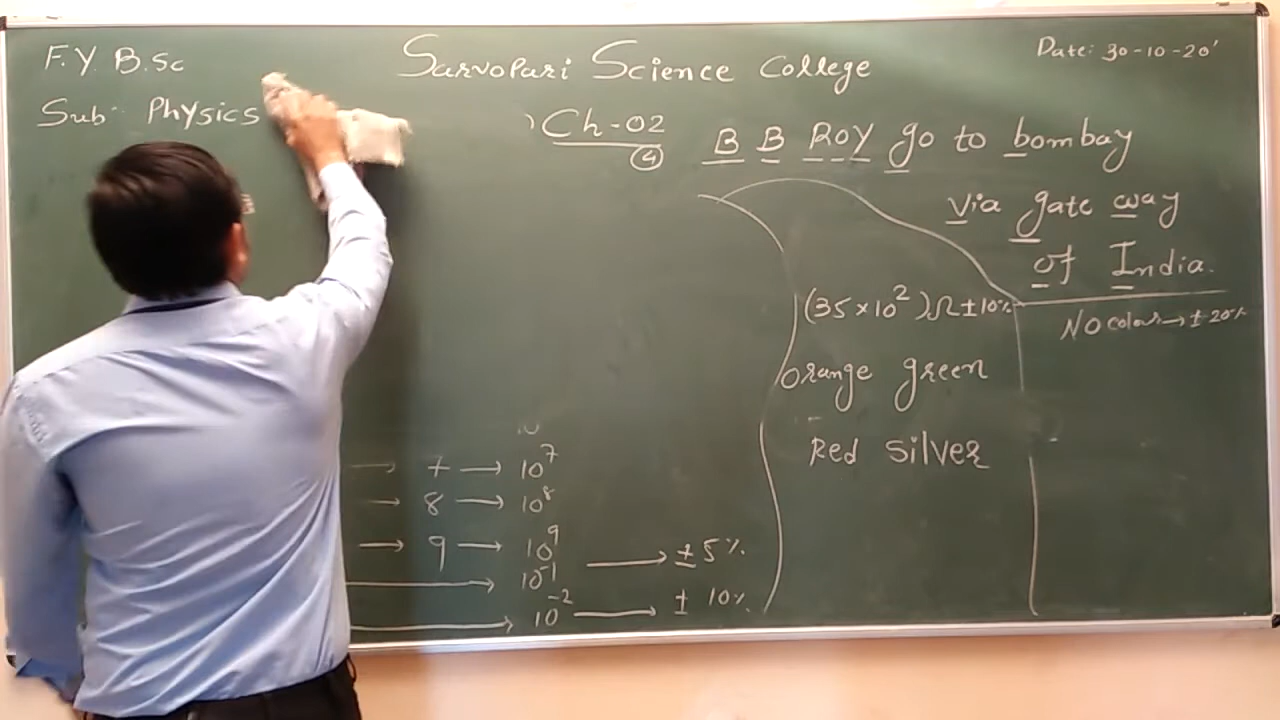 F.Y. B.Sc
Sarvopari Science College
Date: 30-10-20'
Sub:- Physics
Ch-02
4
B B ROY go to bombay
via gate way
of India.
(35×10²)Ω±10%
No colour→±20%
orange green
Red silver
→ 7 → 10⁷
→ 8 → 10⁸
→ 9 → 10⁹
→ 10⁻¹ → ±5%
→ 10⁻² → ± 10%